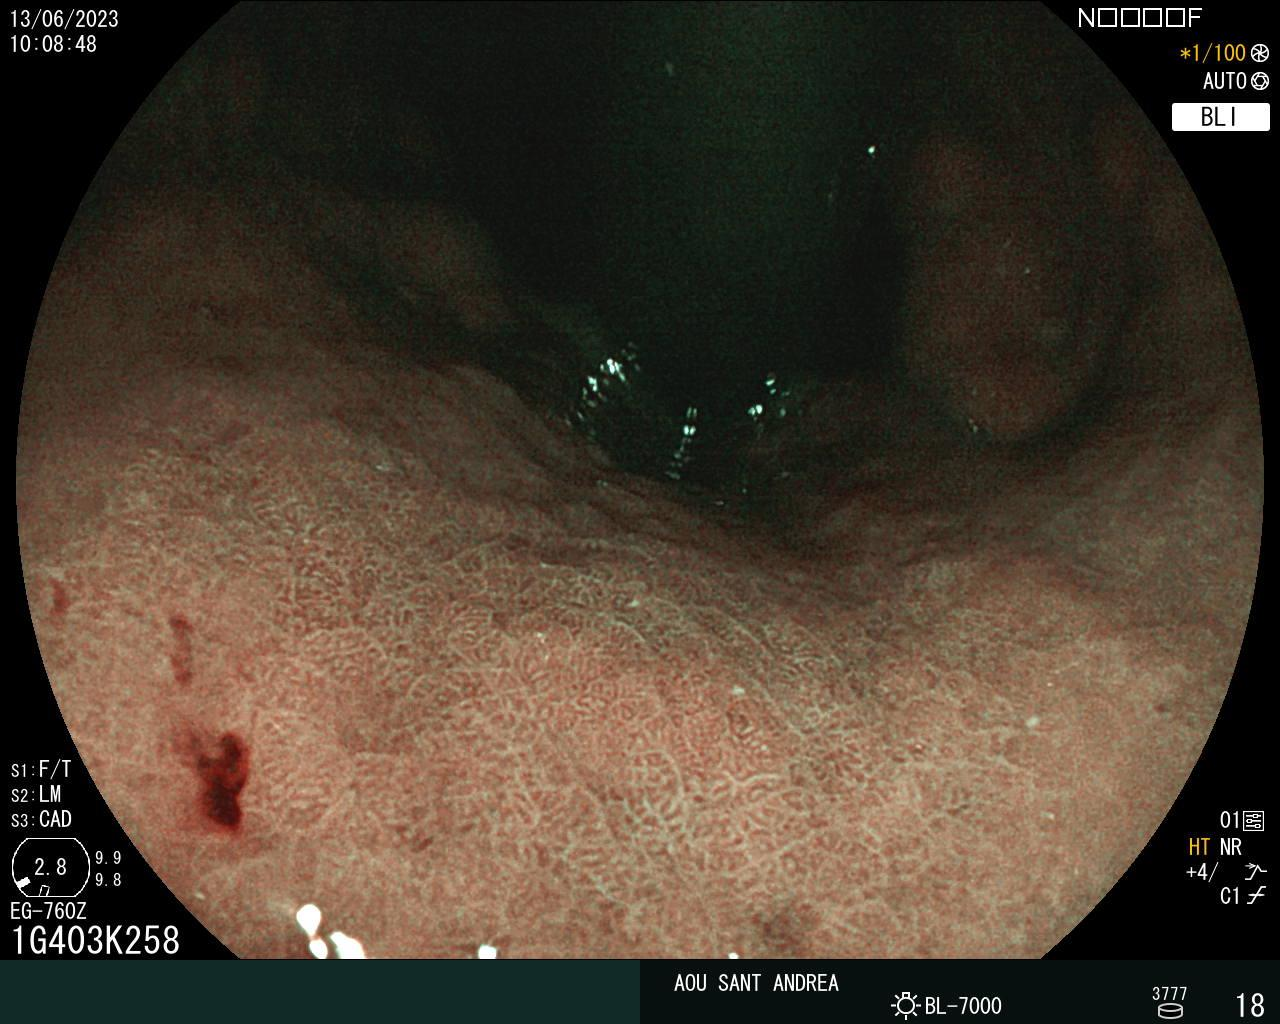 13/06/2023
10:08:48
N□□□□F
*1/100
AUTO
BLI
S1:F/T
S2:LM
S3:CAD
2.8
9.9
9.8
EG-760Z
1G403K258
01
HT NR
+4/
C1
AOU SANT ANDREA
BL-7000
3777
18